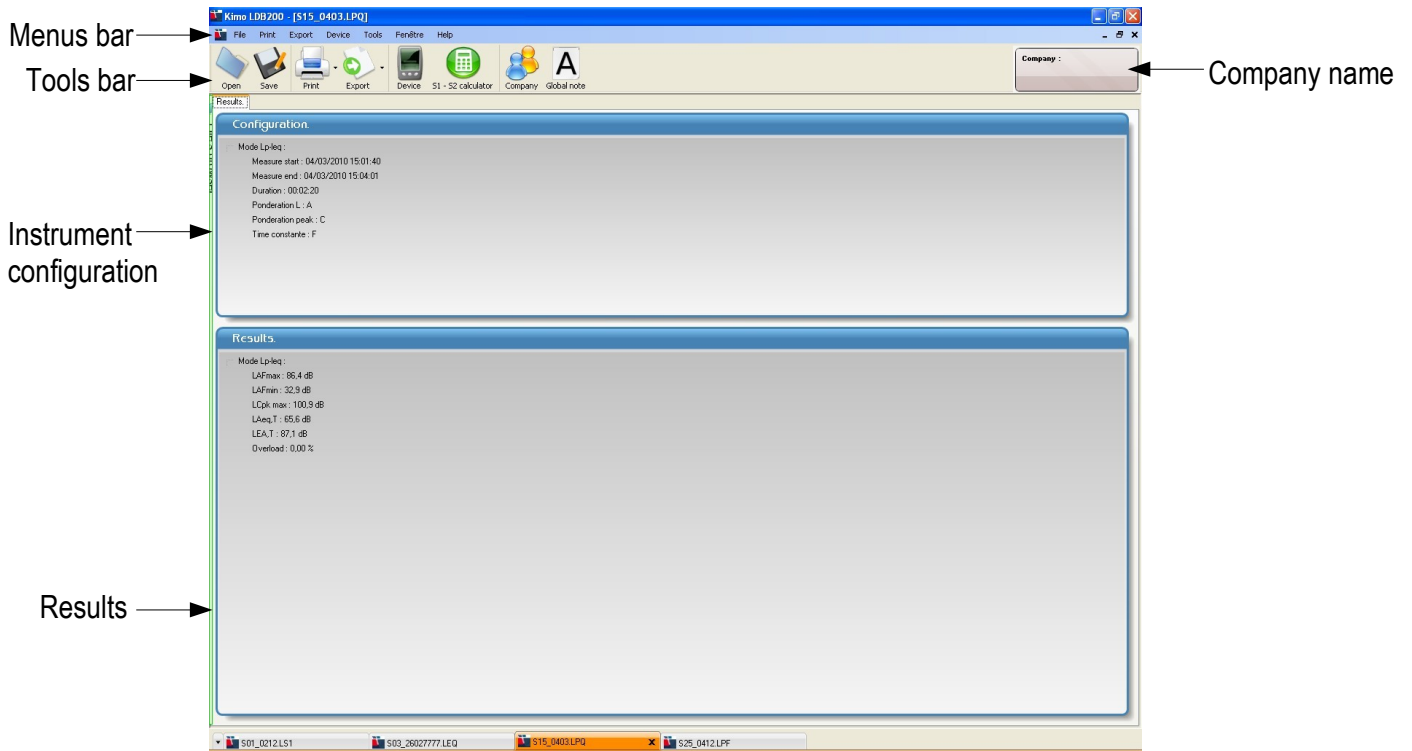 Kimo LDB200 - [S15_0403.LPQ]
Menus bar
File Print Export Device Tools Fenêtre Help
Tools bar
Open Save Print Export Device S1 - S2 calculator Company Global note
Company :
Company name
Results.
Configuration.
Mode Lp-leq :
Measure start : 04/03/2010 15:01:40
Measure end : 04/03/2010 15:04:01
Duration : 00:02:20
Ponderation L : A
Ponderation peak : C
Time constante : F
Instrument
configuration
Results.
Mode Lp-leq :
LAFmax : 86,4 dB
LAFmin : 32,9 dB
LCpk max : 100,9 dB
LAeq,T : 65,6 dB
LEA,T : 87,1 dB
Overload : 0,00 %
Results
S01_0212.LS1
S03_26027777.LEQ
S15_0403.LPQ
S25_0412.LPF